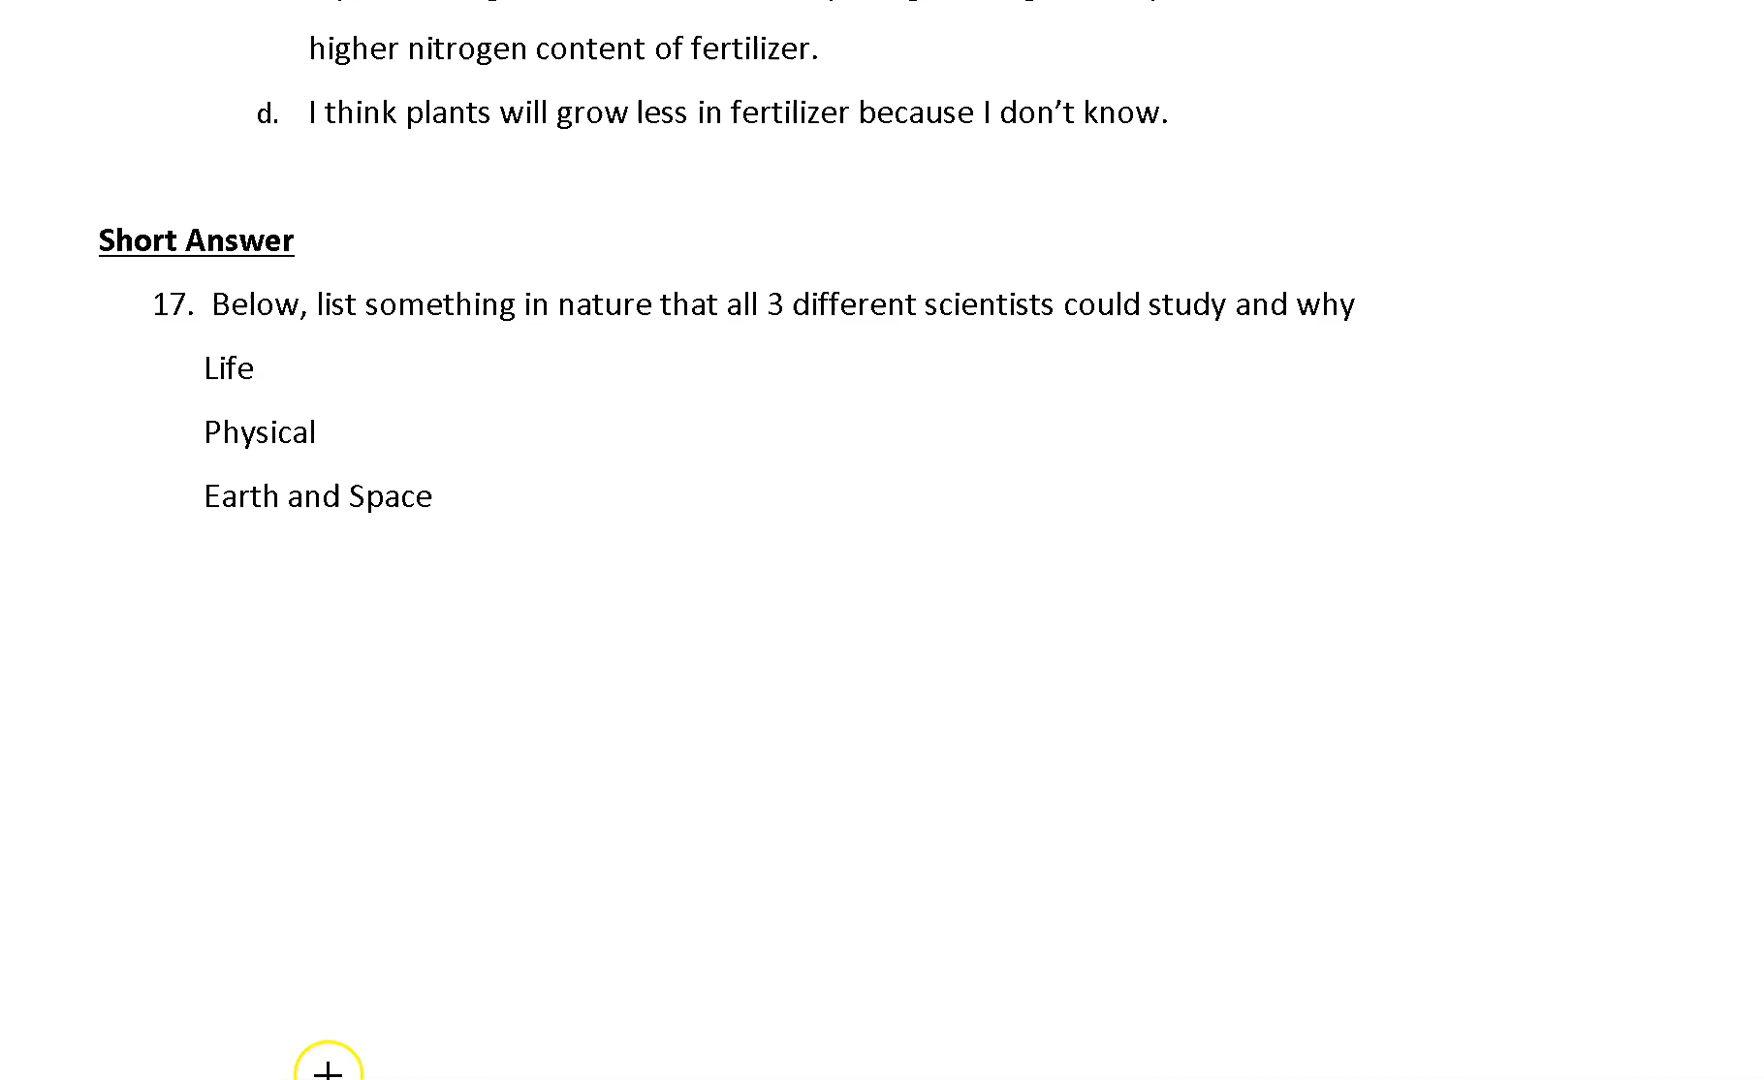 higher nitrogen content of fertilizer.
d. I think plants will grow less in fertilizer because I don’t know.
Short Answer
17. Below, list something in nature that all 3 different scientists could study and why
Life
Physical
Earth and Space